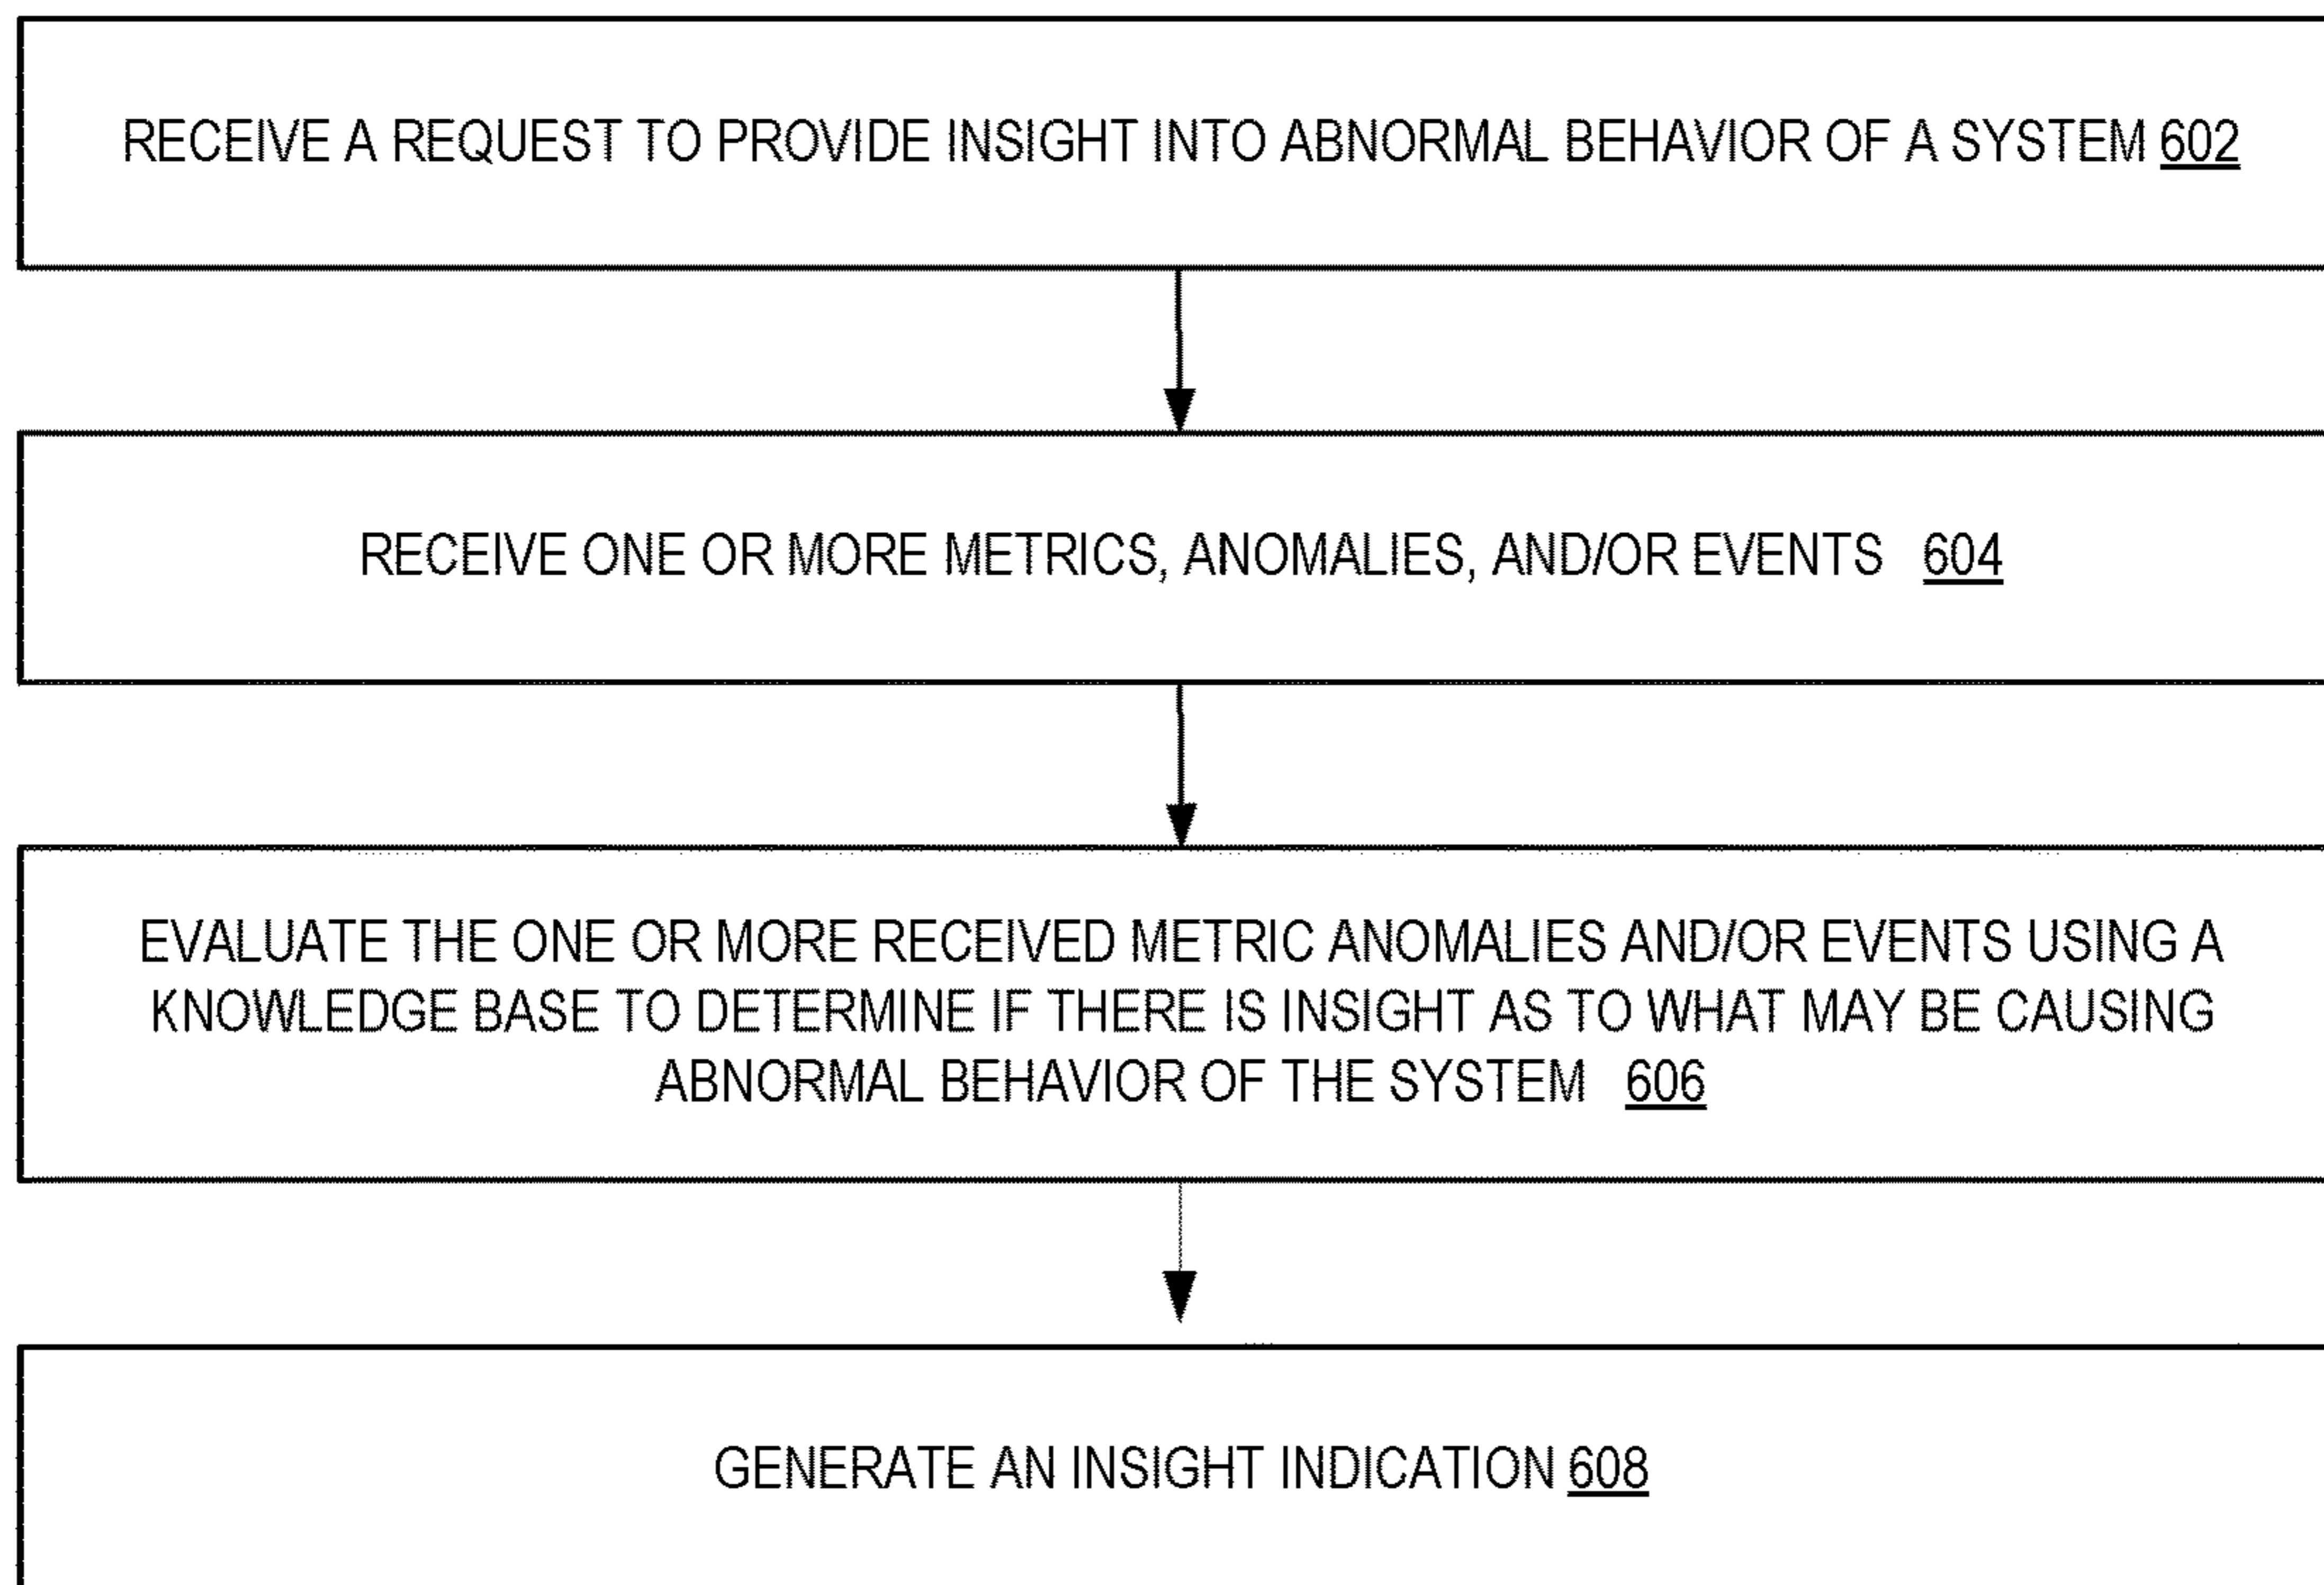 RECEIVE A REQUEST TO PROVIDE INSIGHT INTO ABNORMAL BEHAVIOR OF A SYSTEM 602
RECEIVE ONE OR MORE METRICS, ANOMALIES, AND/OR EVENTS 604
EVALUATE THE ONE OR MORE RECEIVED METRIC ANOMALIES AND/OR EVENTS USING A
KNOWLEDGE BASE TO DETERMINE IF THERE IS INSIGHT AS TO WHAT MAY BE CAUSING
ABNORMAL BEHAVIOR OF THE SYSTEM 606
GENERATE AN INSIGHT INDICATION 608